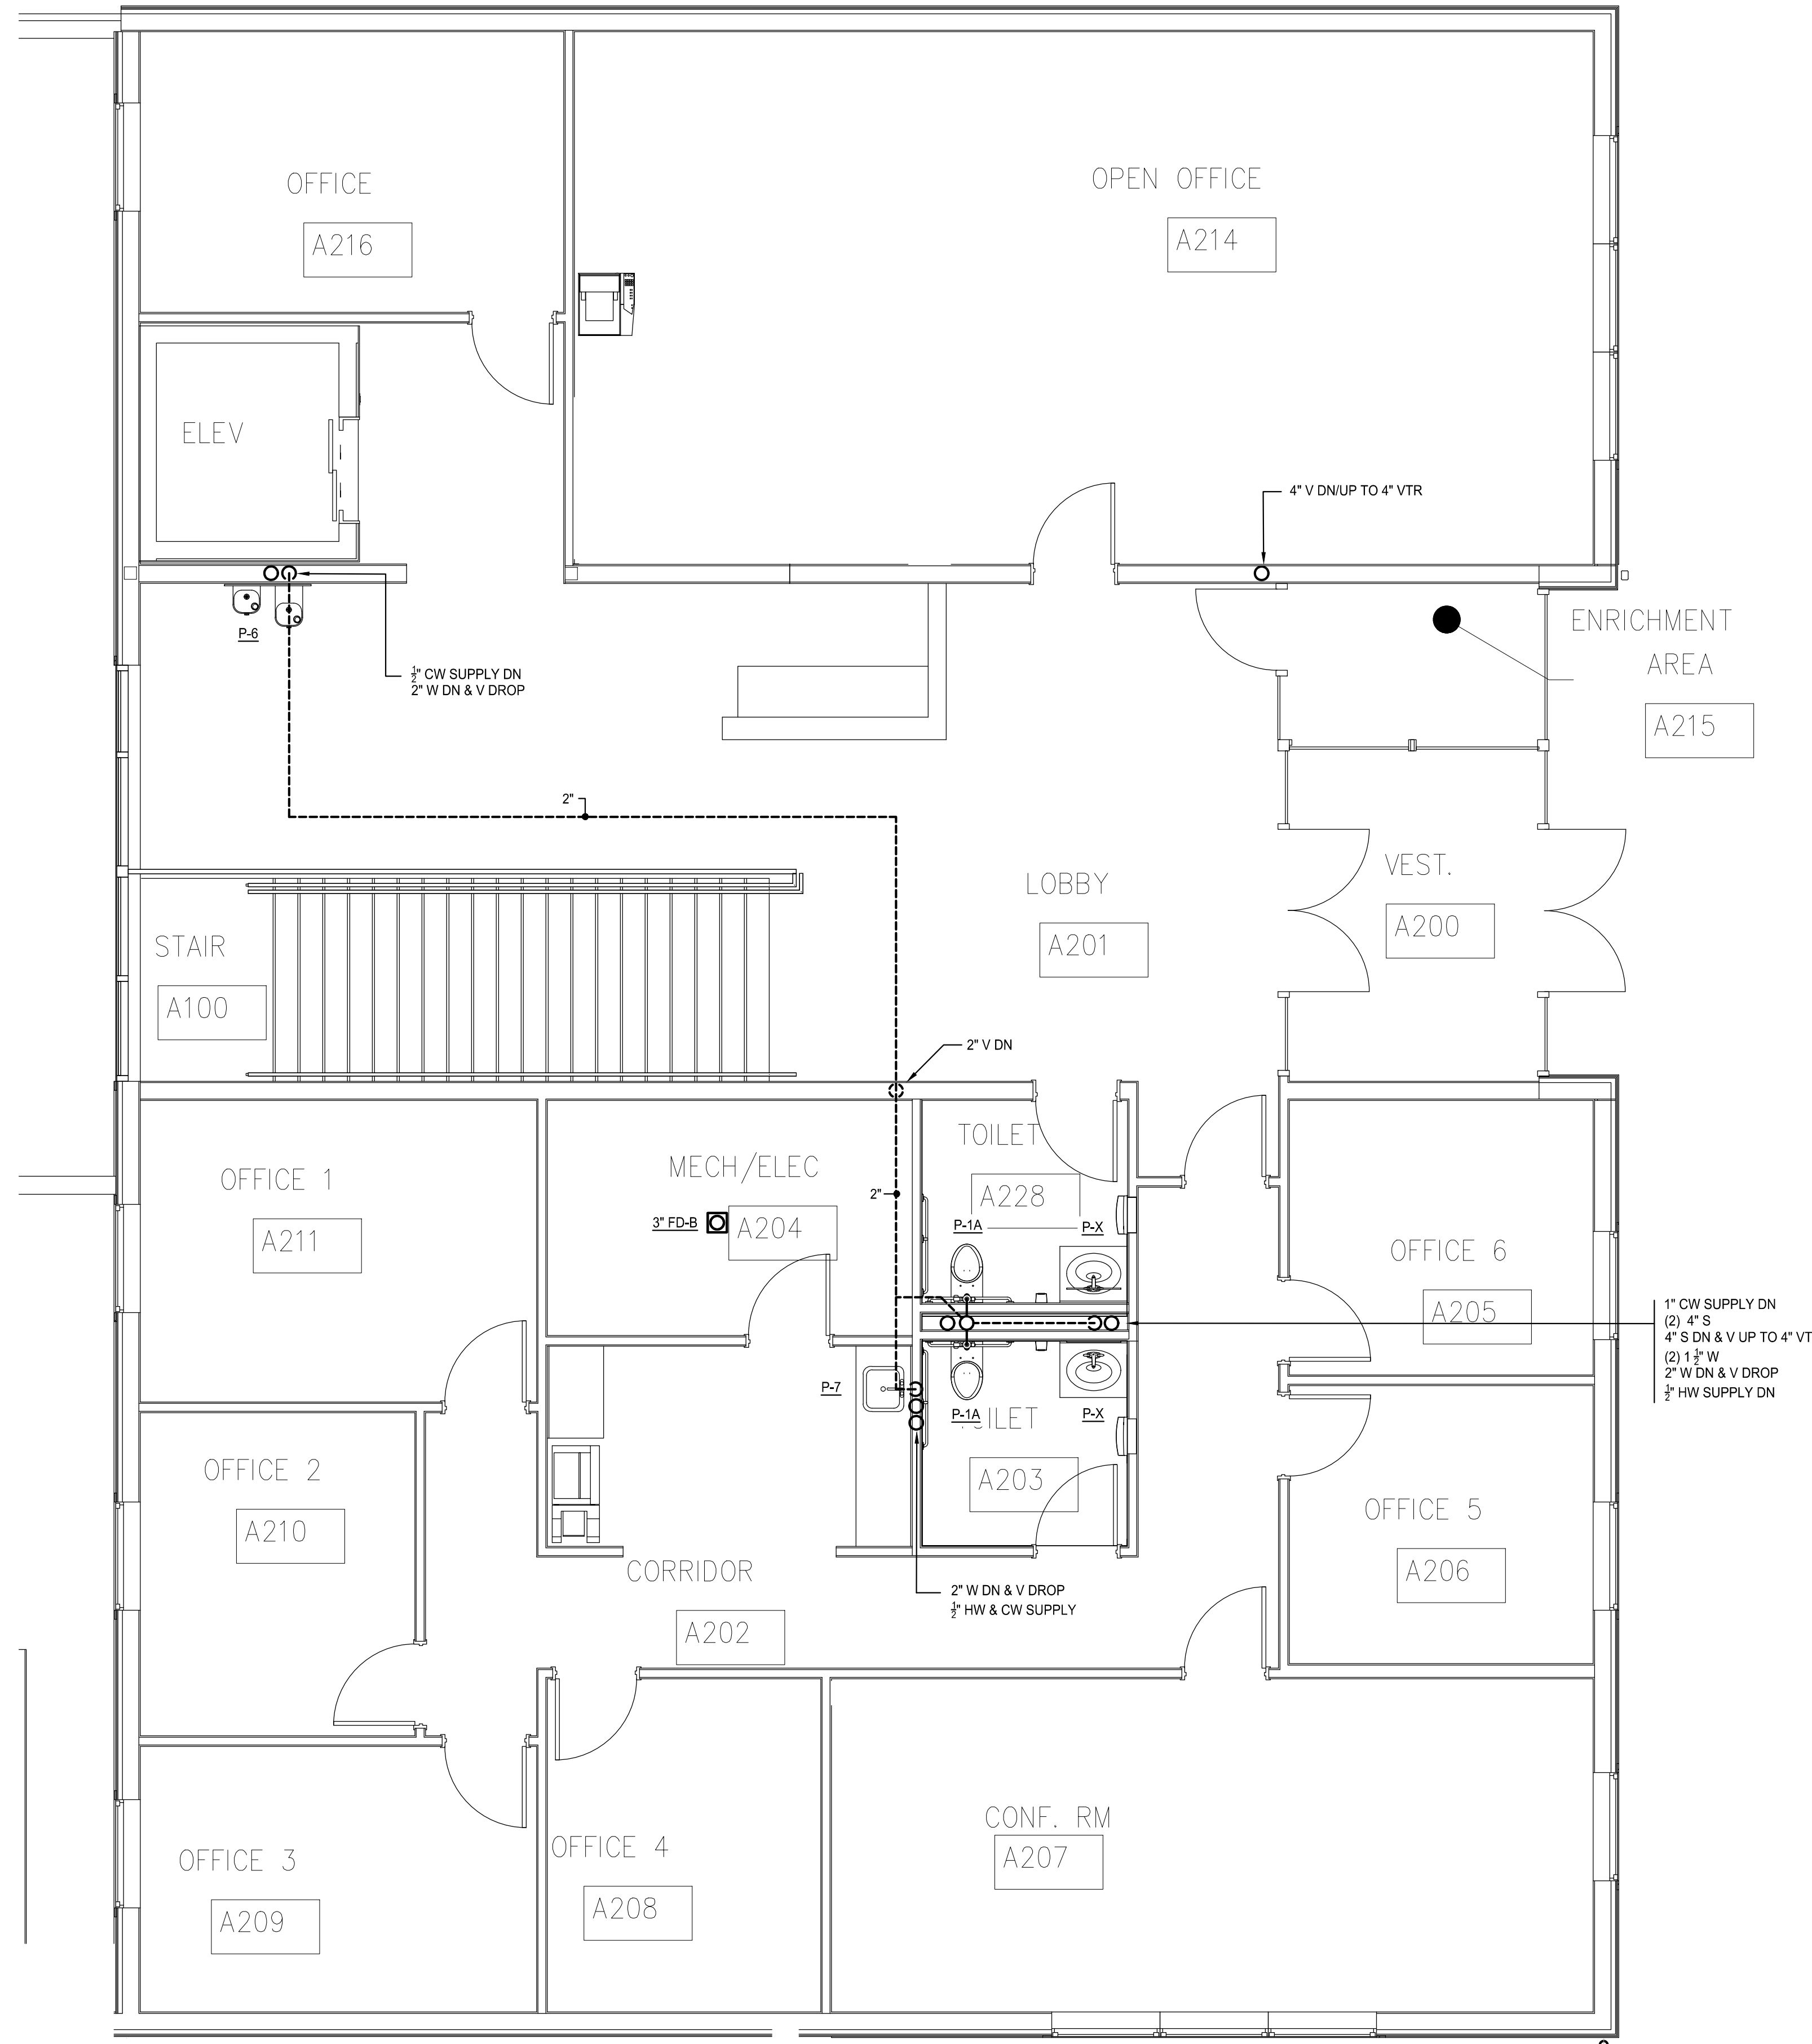 OFFICE
A216
OPEN OFFICE
A214
ELEV
4" V DN/UP TO 4" VTR
P-6
½" CW SUPPLY DN
2" W DN & V DROP
ENRICHMENT
AREA
A215
2"
LOBBY
A201
VEST.
A200
STAIR
A100
2" V DN
OFFICE 1
A211
MECH/ELEC
A204
3" FD-B
2"
TOILET
A228
P-1A
P-X
OFFICE 6
A205
1" CW SUPPLY DN
(2) 4" S
4" S DN & V UP TO 4" VT
(2) 1 ½" W
2" W DN & V DROP
½" HW SUPPLY DN
P-7
P-1A
P-X
OILET
A203
OFFICE 2
A210
OFFICE 5
A206
CORRIDOR
A202
2" W DN & V DROP
½" HW & CW SUPPLY
OFFICE 3
A209
OFFICE 4
A208
CONF. RM
A207